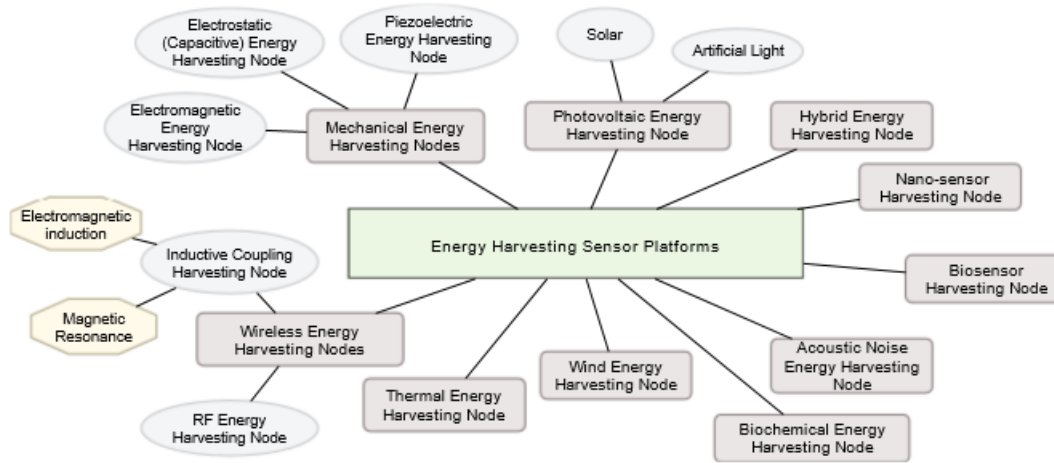 Electrostatic
(Capacitive) Energy
Harvesting Node
Piezoelectric
Energy Harvesting
Node
Solar
Artificial Light
Electromagnetic
Energy
Harvesting Node
Mechanical Energy
Harvesting Nodes
Photovoltaic Energy
Harvesting Node
Hybrid Energy
Harvesting Node
Nano-sensor
Harvesting Node
Electromagnetic
induction
Inductive Coupling
Harvesting Node
Energy Harvesting Sensor Platforms
Biosensor
Harvesting Node
Magnetic
Resonance
Wireless Energy
Harvesting Nodes
Thermal Energy
Harvesting Node
Wind Energy
Harvesting Node
Acoustic Noise
Energy Harvesting
Node
RF Energy
Harvesting Node
Biochemical Energy
Harvesting Node